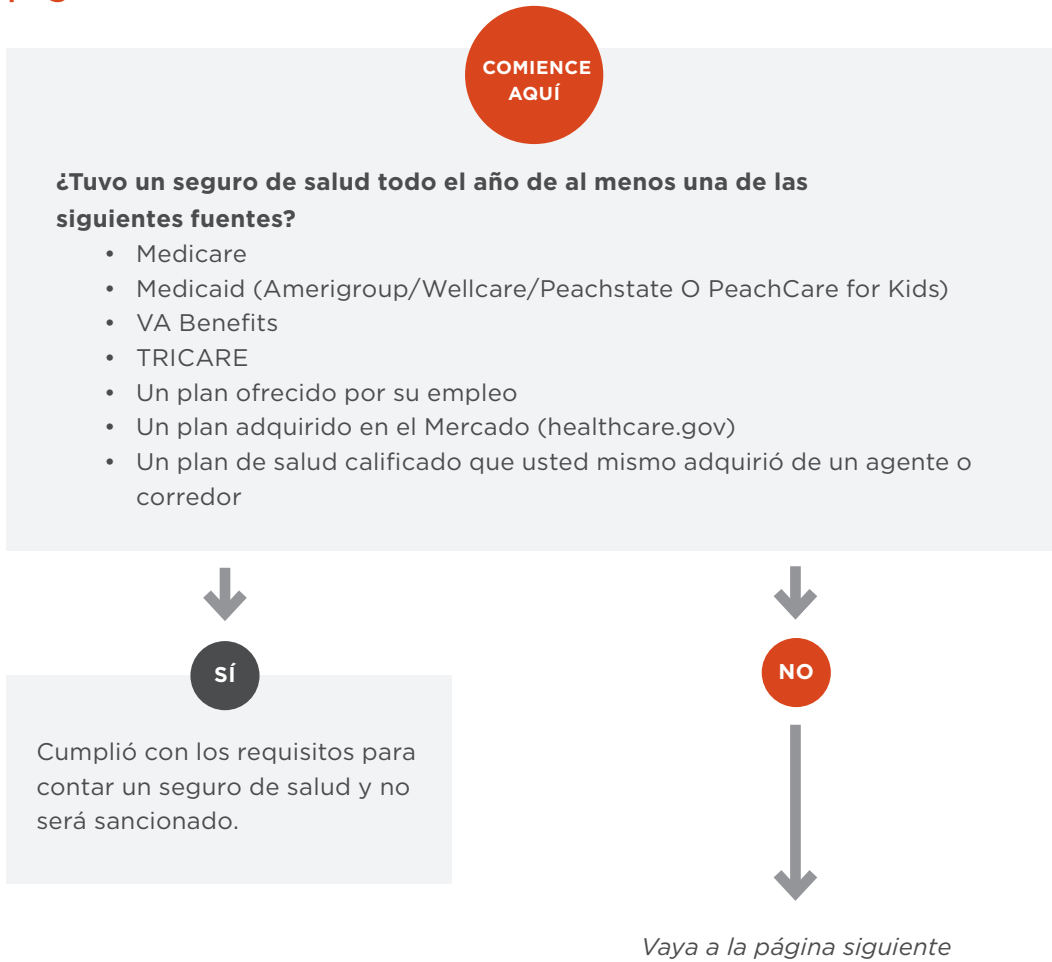 COMIENCE
AQUÍ
¿Tuvo un seguro de salud todo el año de al menos una de las
siguientes fuentes?
• Medicare
• Medicaid (Amerigroup/Wellcare/Peachstate O PeachCare for Kids)
• VA Benefits
• TRICARE
• Un plan ofrecido por su empleo
• Un plan adquirido en el Mercado (healthcare.gov)
• Un plan de salud calificado que usted mismo adquirió de un agente o
corredor
SÍ
NO
Cumplió con los requisitos para
contar un seguro de salud y no
será sancionado.
Vaya a la página siguiente